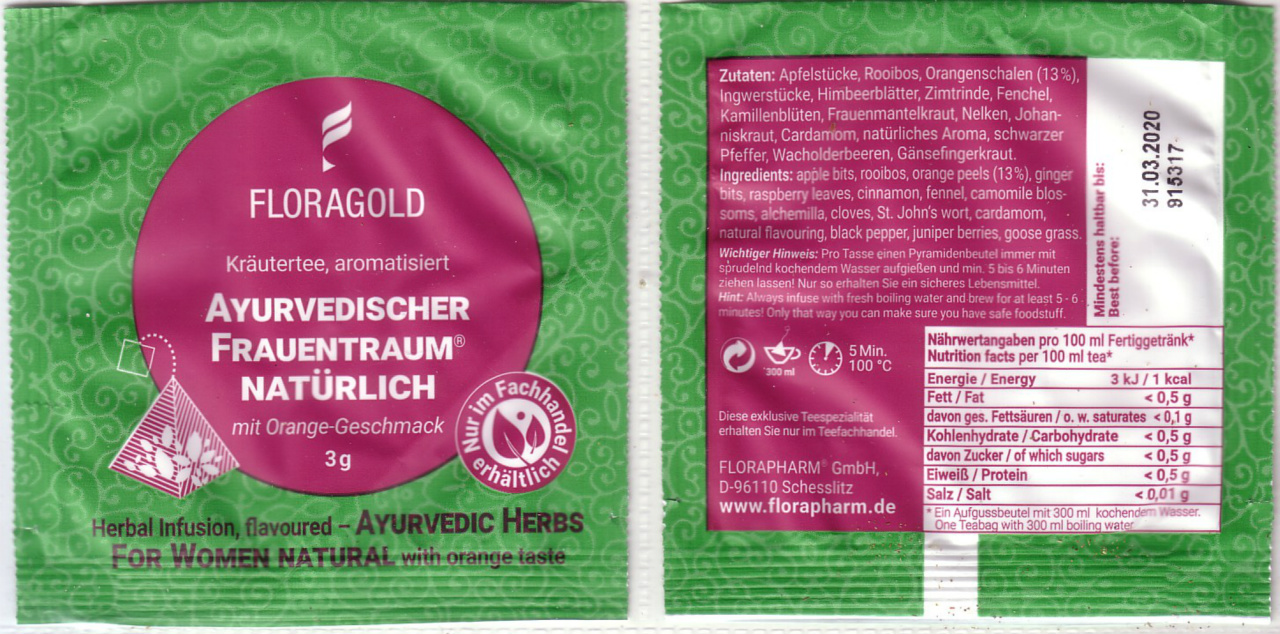 FLORAGOLD
Kräutertee, aromatisiert
AYURVEDISCHER
FRAUENTRAUM®
NATÜRLICH
mit Orange-Geschmack
3 g
Nur im Fachhandel
erhältlich
Herbal Infusion, flavoured – AYURVEDIC HERBS
FOR WOMEN NATURAL with orange taste
Zutaten: Apfelstücke, Rooibos, Orangenschalen (13%),
Ingwerstücke, Himbeerblätter, Zimtrinde, Fenchel,
Kamillenblüten, Frauenmantelkraut, Nelken, Johan-
niskraut, Cardamom, natürliches Aroma, schwarzer
Pfeffer, Wacholderbeeren, Gänsefingerkraut.
Ingredients: apple bits, rooibos, orange peels (13%), ginger
bits, raspberry leaves, cinnamon, fennel, camomile blos-
soms, alchemilla, cloves, St. John's wort, cardamom,
natural flavouring, black pepper, juniper berries, goose grass.
Wichtiger Hinweis: Pro Tasse einen Pyramidenbeutel immer mit
sprudelnd kochendem Wasser aufgießen und min. 5 bis 6 Minuten
ziehen lassen! Nur so erhalten Sie ein sicheres Lebensmittel.
Hint: Always infuse with fresh boiling water and brew for at least 5 - 6
minutes! Only that way you can make sure you have safe foodstuff.
Mindestens haltbar bis:
Best before:
31.03.2020
915317
300 ml
5 Min.
100 °C
Diese exklusive Teespezialität
erhalten Sie nur im Teefachhandel.
FLORAPHARM® GmbH,
D-96110 Schesslitz
www.florapharm.de
Nährwertangaben pro 100 ml Fertiggetränk*
Nutrition facts per 100 ml tea*
Energie / Energy 3 kJ / 1 kcal
Fett / Fat < 0,5 g
davon ges. Fettsäuren / o. w. saturates < 0,1 g
Kohlenhydrate / Carbohydrate < 0,5 g
davon Zucker / of which sugars < 0,5 g
Eiweiß / Protein < 0,5 g
Salz / Salt < 0,01 g
* Ein Aufgussbeutel mit 300 ml kochendem Wasser.
One Teabag with 300 ml boiling water